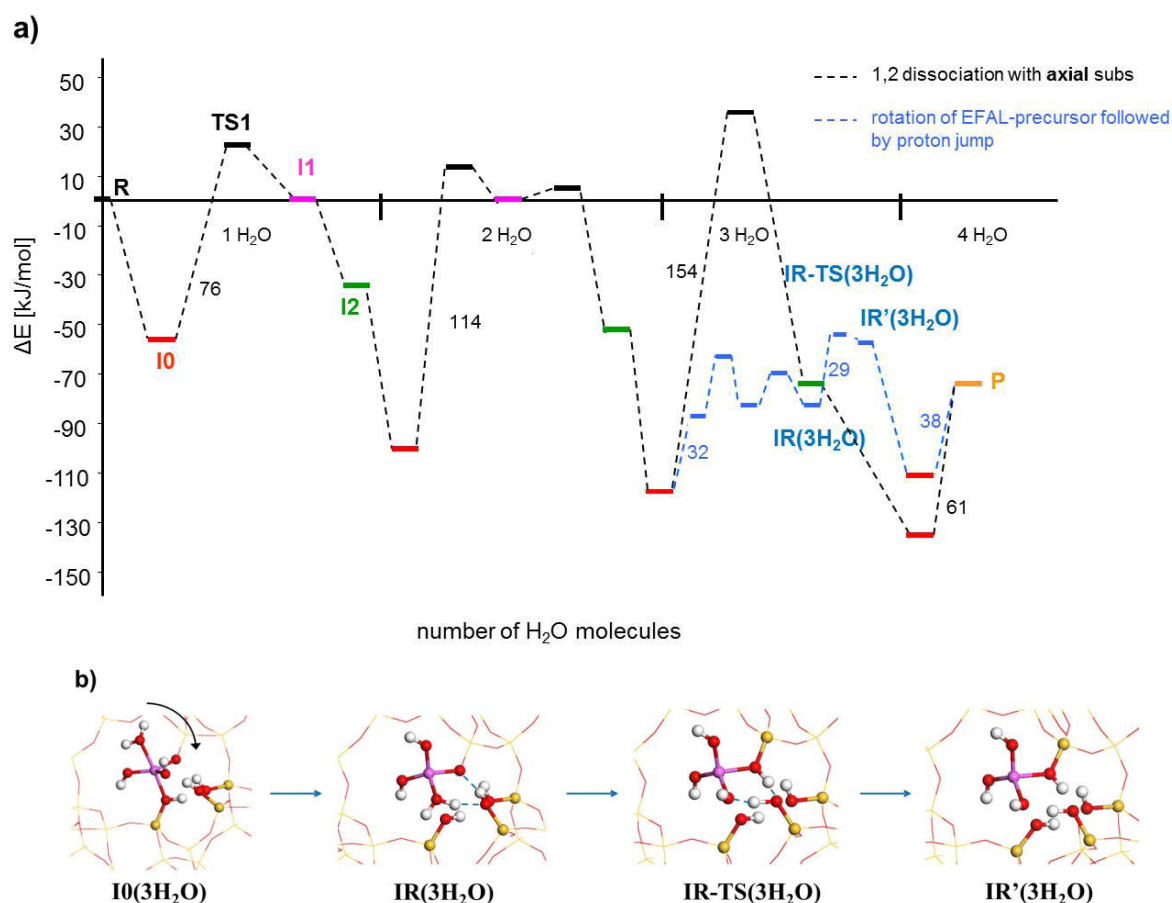 a)
50
30
10
-10
-30
-50
-70
-90
-110
-130
-150
ΔE [kJ/mol]
1,2 dissociation with axial subs
rotation of EFAL-precursor followed
by proton jump
R
TS1
I1
1 H₂O
2 H₂O
3 H₂O
4 H₂O
76
I0
I2
114
154
IR-TS(3H₂O)
IR’(3H₂O)
29
P
32
IR(3H₂O)
38
61
number of H₂O molecules
b)
I0(3H₂O)
IR(3H₂O)
IR-TS(3H₂O)
IR’(3H₂O)